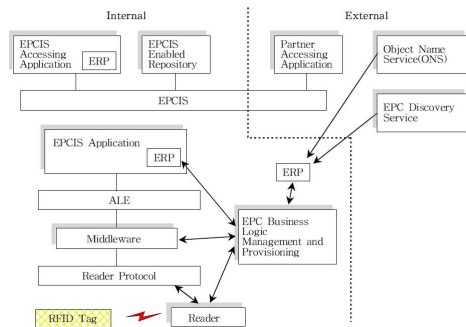 Internal
External
EPCIS
Accessing
Application
ERP
EPCIS
Enabled
Repository
Partner
Accessing
Application
Object Name
Service(ONS)
EPCIS
EPC Discovery
Service
EPCIS Application
ERP
ERP
ALE
EPC Business
Logic
Management and
Provisioning
Middleware
Reader Protocol
RFID Tag
Reader